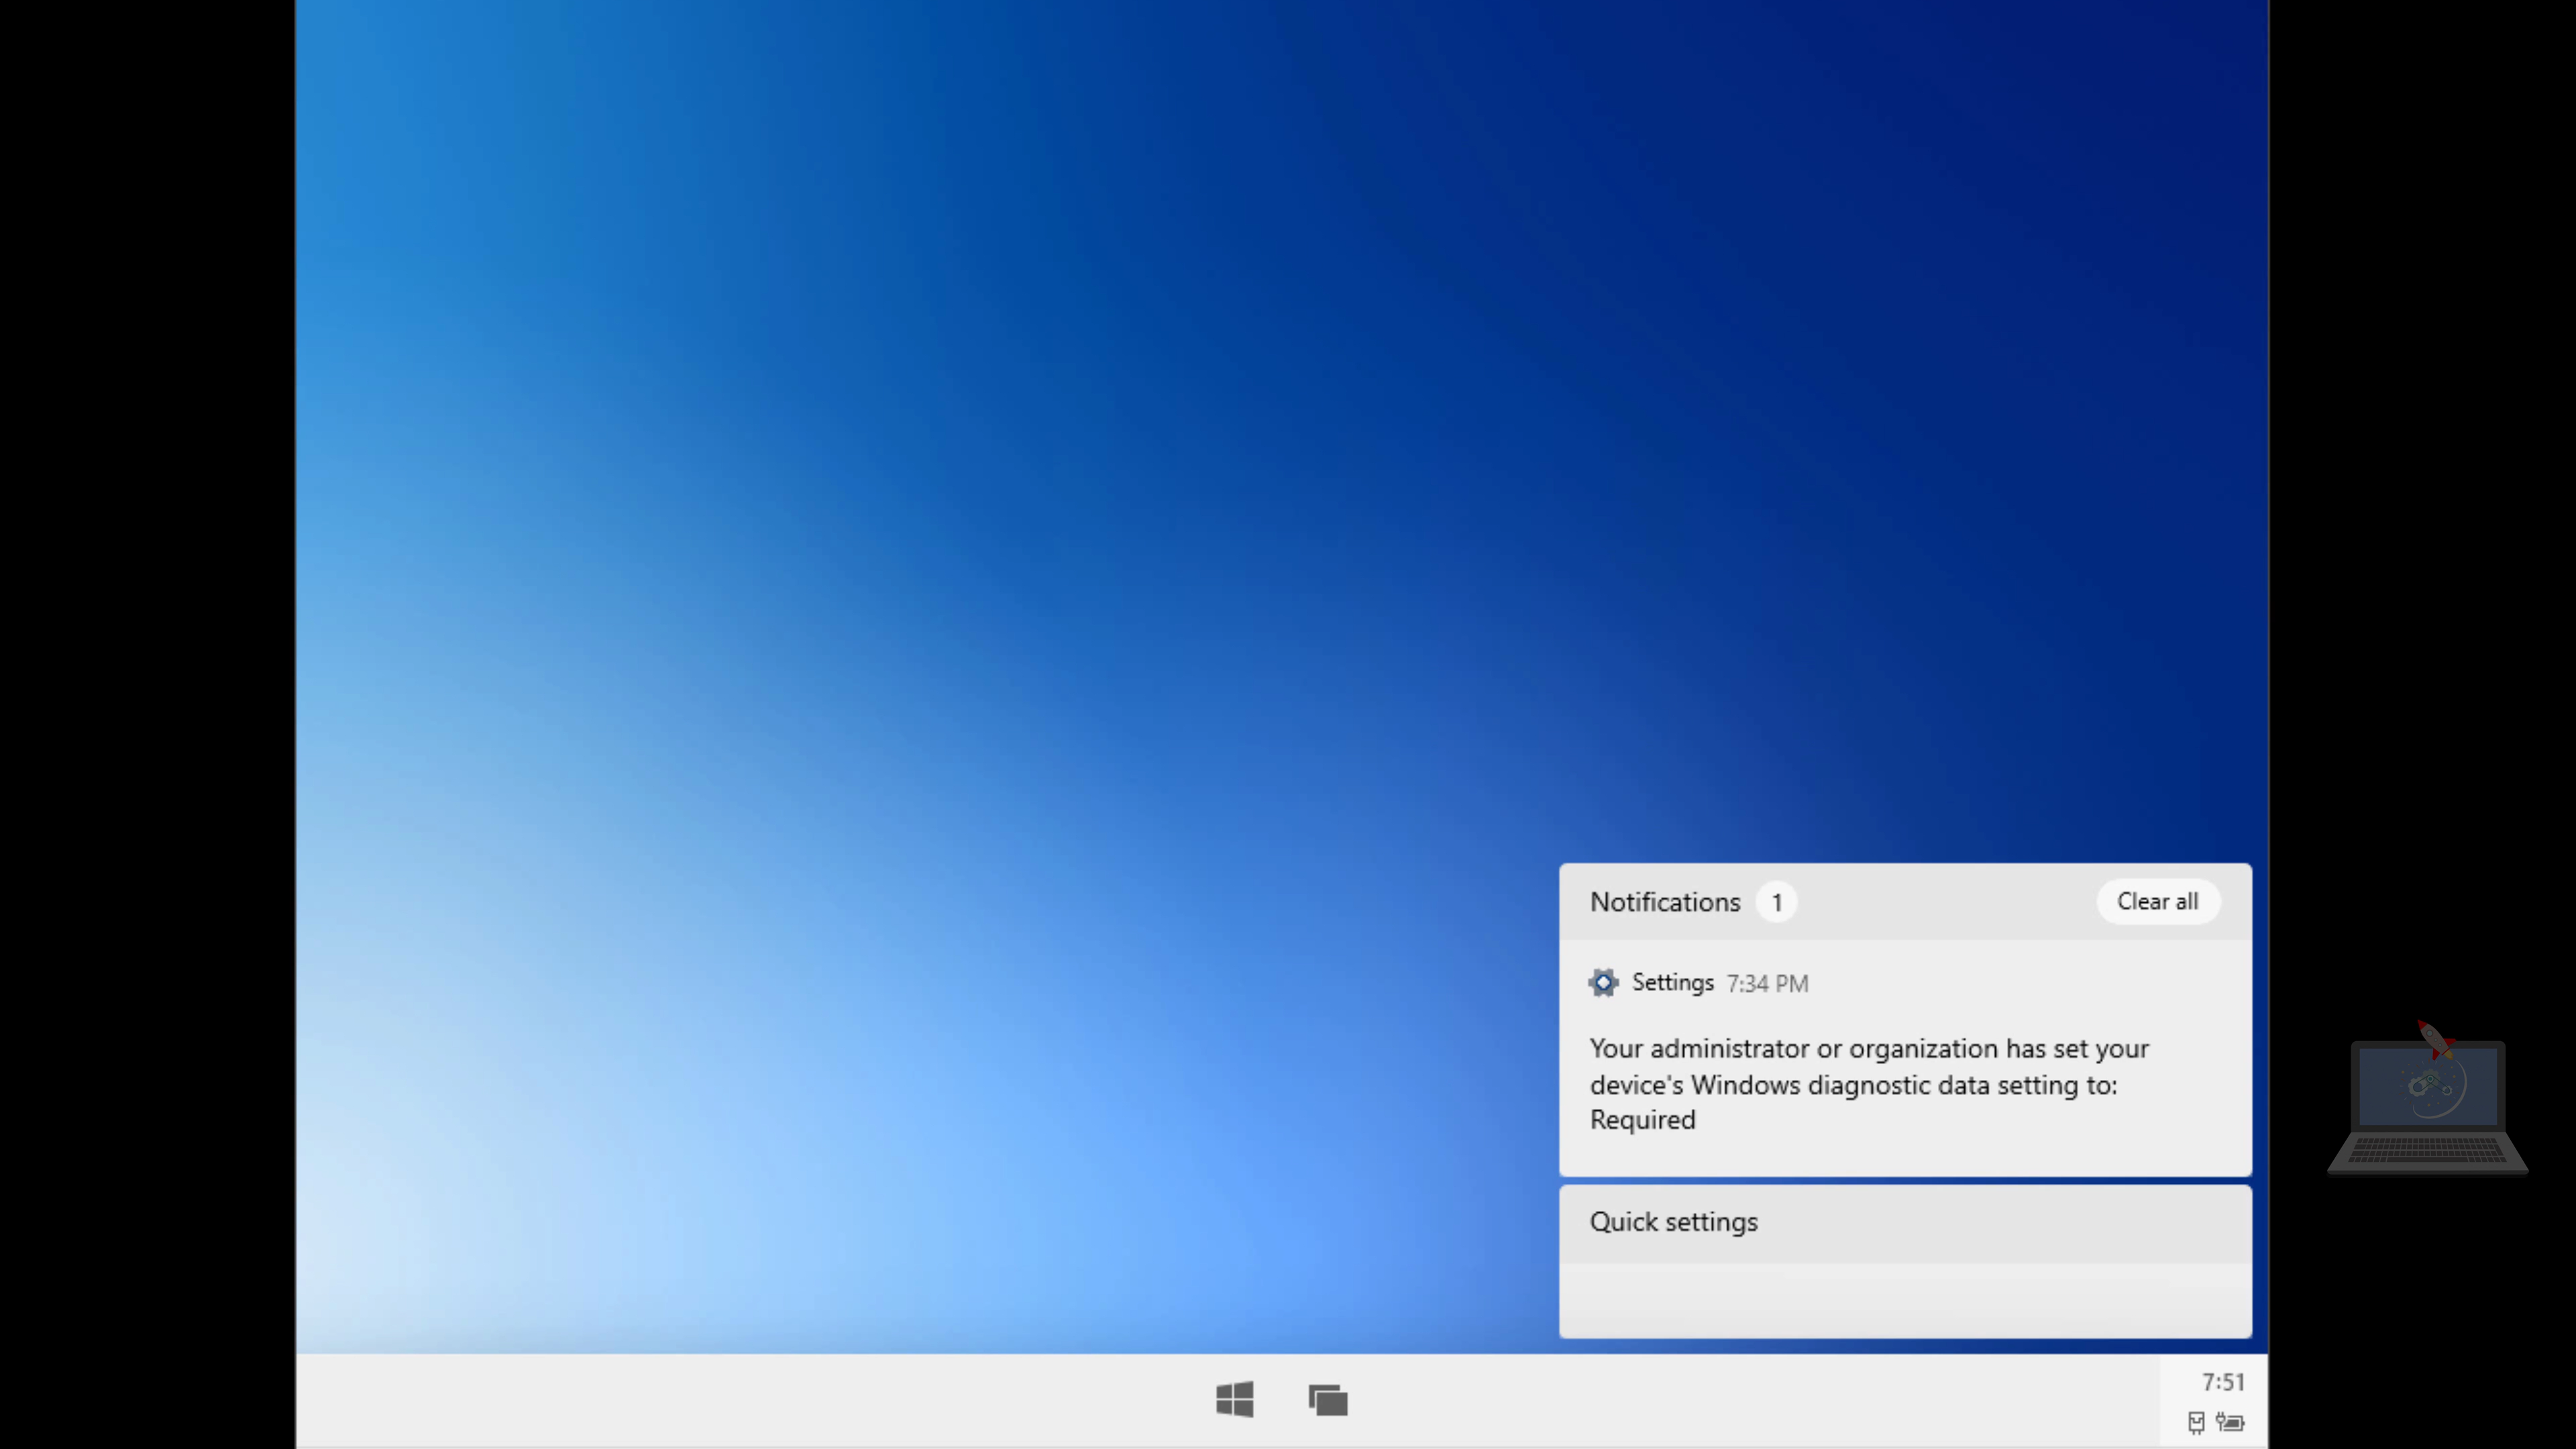 Notifications 1 Clear all
Settings 7:34 PM
Your administrator or organization has set your
device's Windows diagnostic data setting to:
Required
Quick settings
7:51